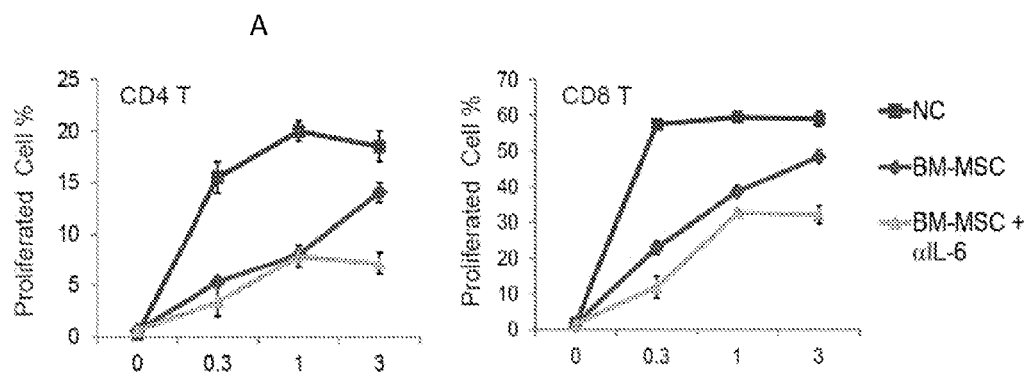 A
CD4 T
Proliferated Cell %
25
20
15
10
5
0
0 0.3 1 3
CD8 T
Proliferated Cell %
70
60
50
40
30
20
10
0
0 0.3 1 3
NC
BM-MSC
BM-MSC +
αIL-6